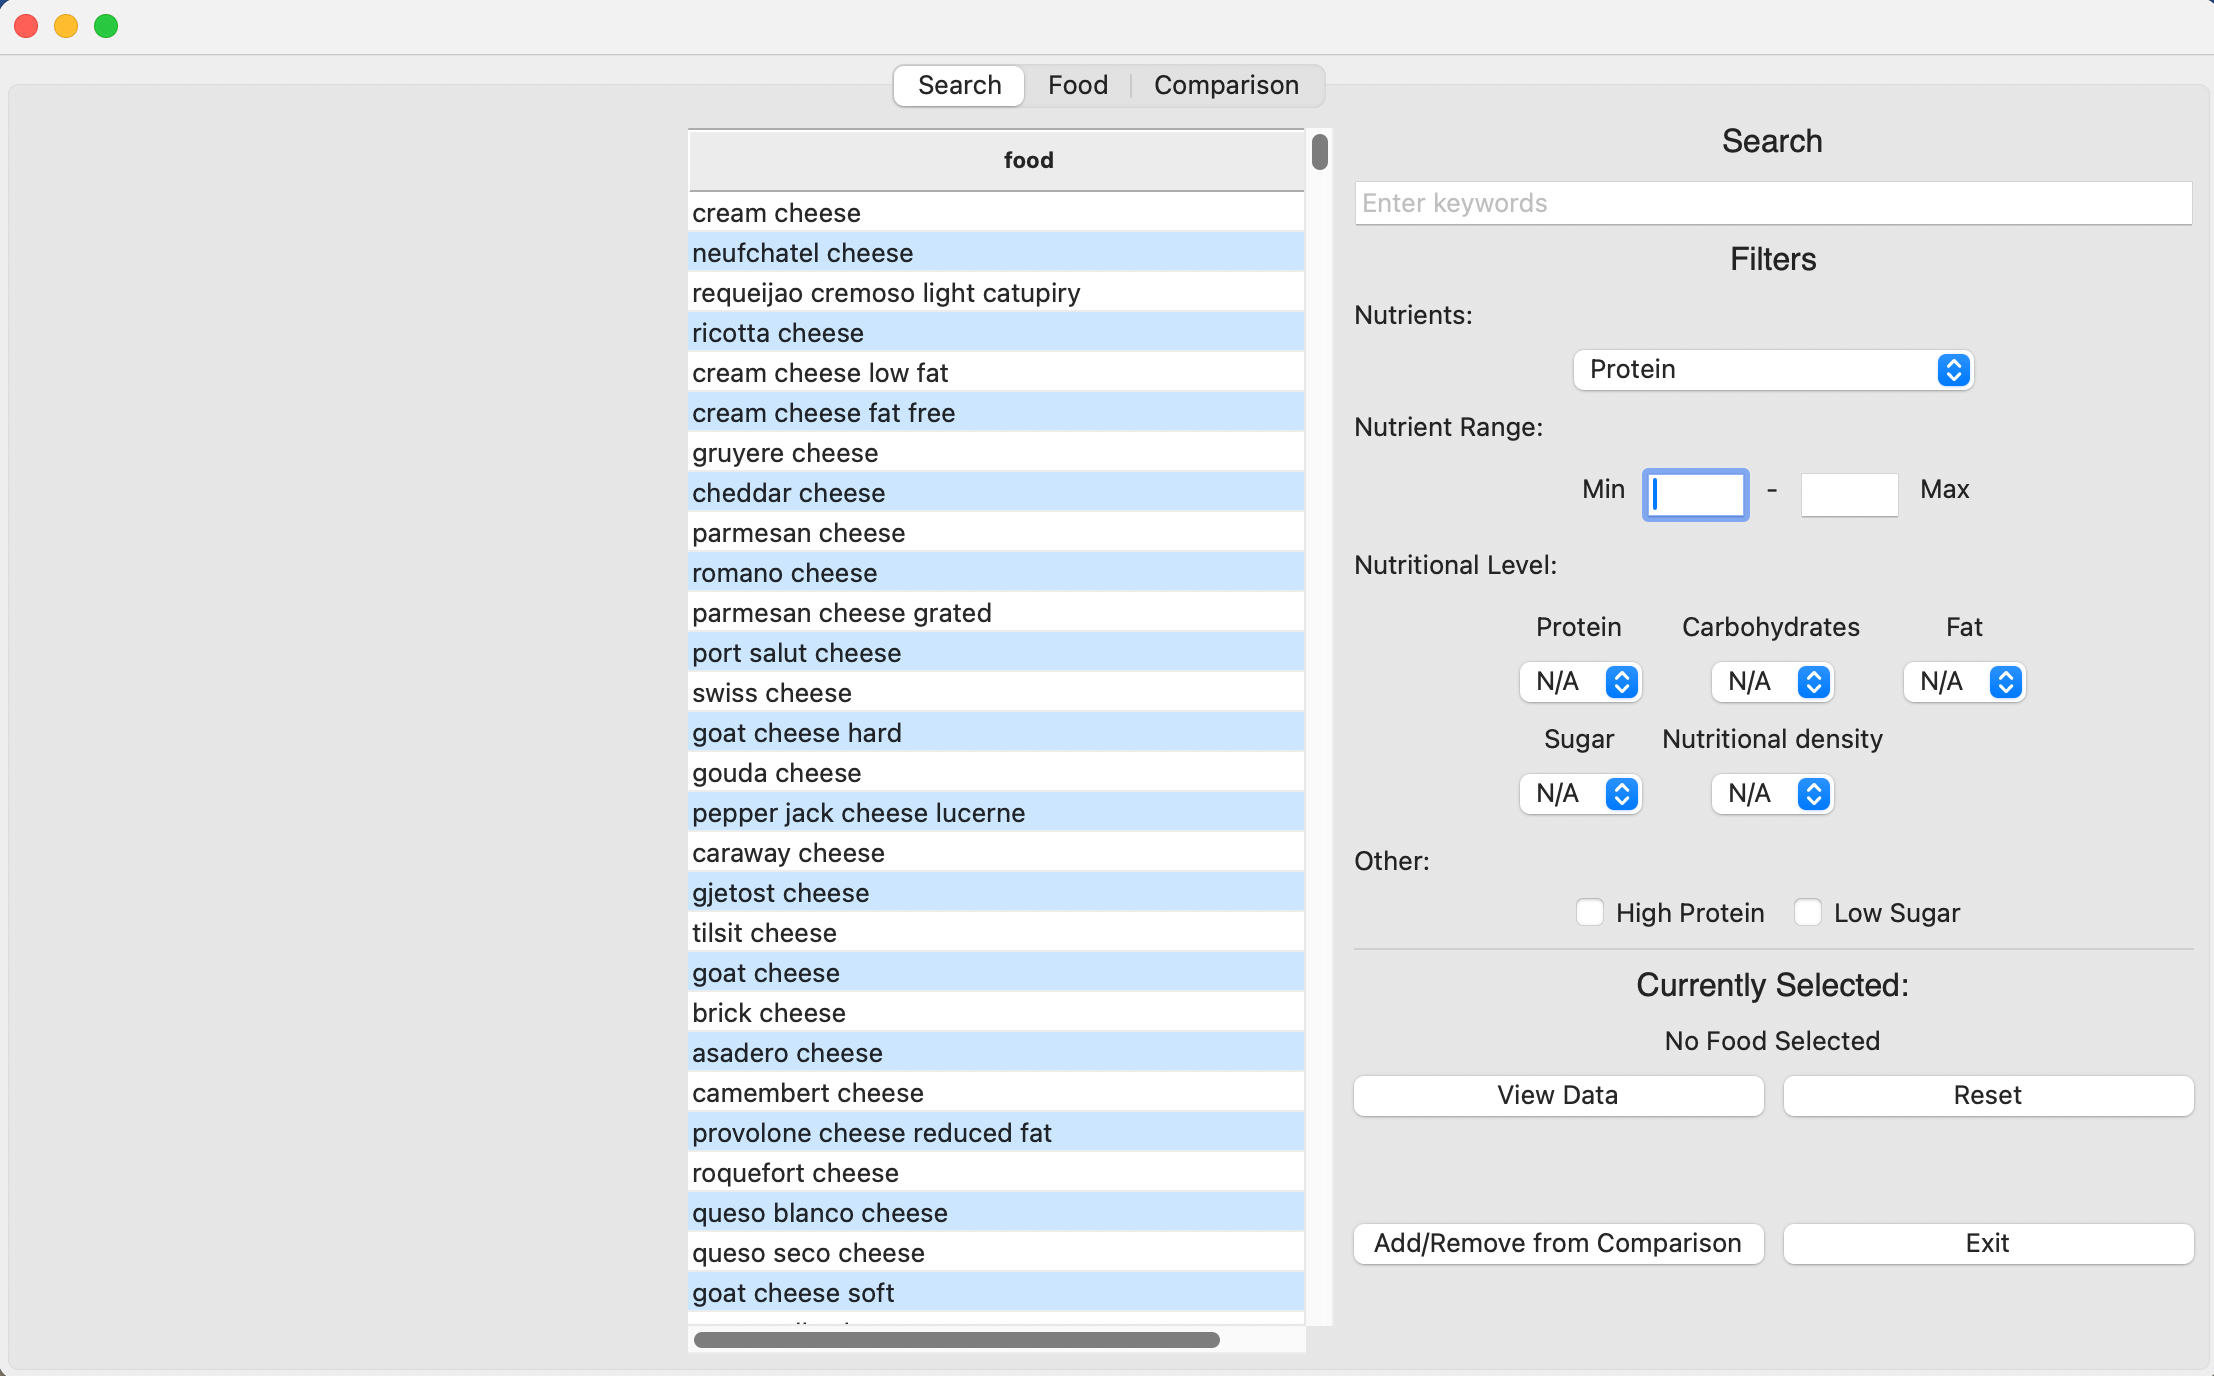 Search Food Comparison
food
cream cheese
neufchatel cheese
requeijao cremoso light catupiry
ricotta cheese
cream cheese low fat
cream cheese fat free
gruyere cheese
cheddar cheese
parmesan cheese
romano cheese
parmesan cheese grated
port salut cheese
swiss cheese
goat cheese hard
gouda cheese
pepper jack cheese lucerne
caraway cheese
gjetost cheese
tilsit cheese
goat cheese
brick cheese
asadero cheese
camembert cheese
provolone cheese reduced fat
roquefort cheese
queso blanco cheese
queso seco cheese
goat cheese soft
Search
Enter keywords
Filters
Nutrients:
Protein
Nutrient Range:
Min - Max
Nutritional Level:
Protein Carbohydrates Fat
N/A N/A N/A
Sugar Nutritional density
N/A N/A
Other:
High Protein Low Sugar
Currently Selected:
No Food Selected
View Data Reset
Add/Remove from Comparison Exit